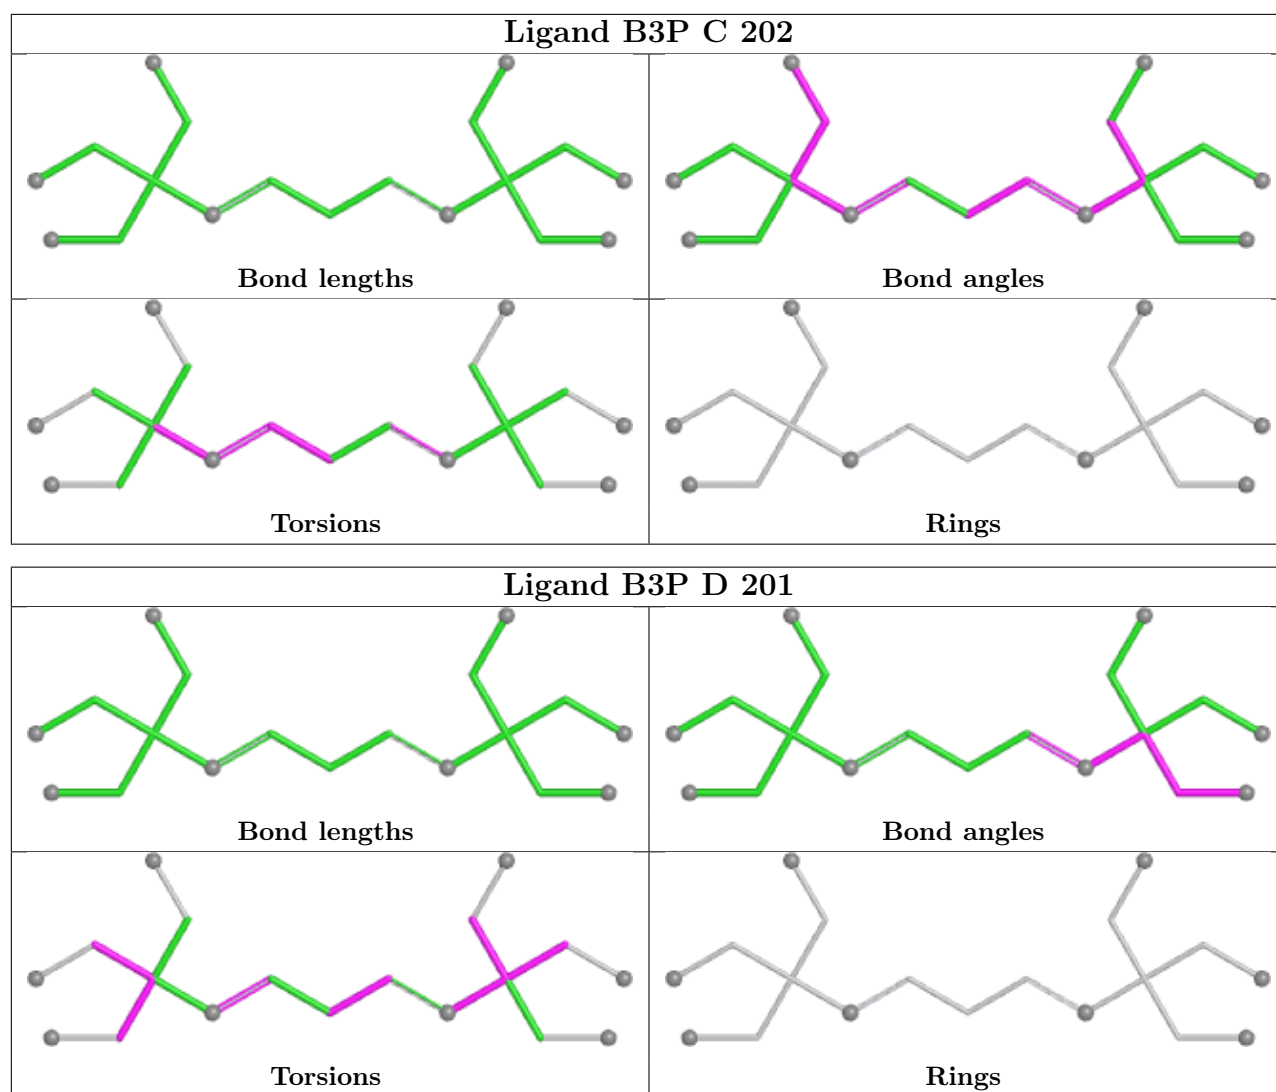 Ligand B3P C 202
Bond lengths
Bond angles
Torsions
Rings
Ligand B3P D 201
Bond lengths
Bond angles
Torsions
Rings